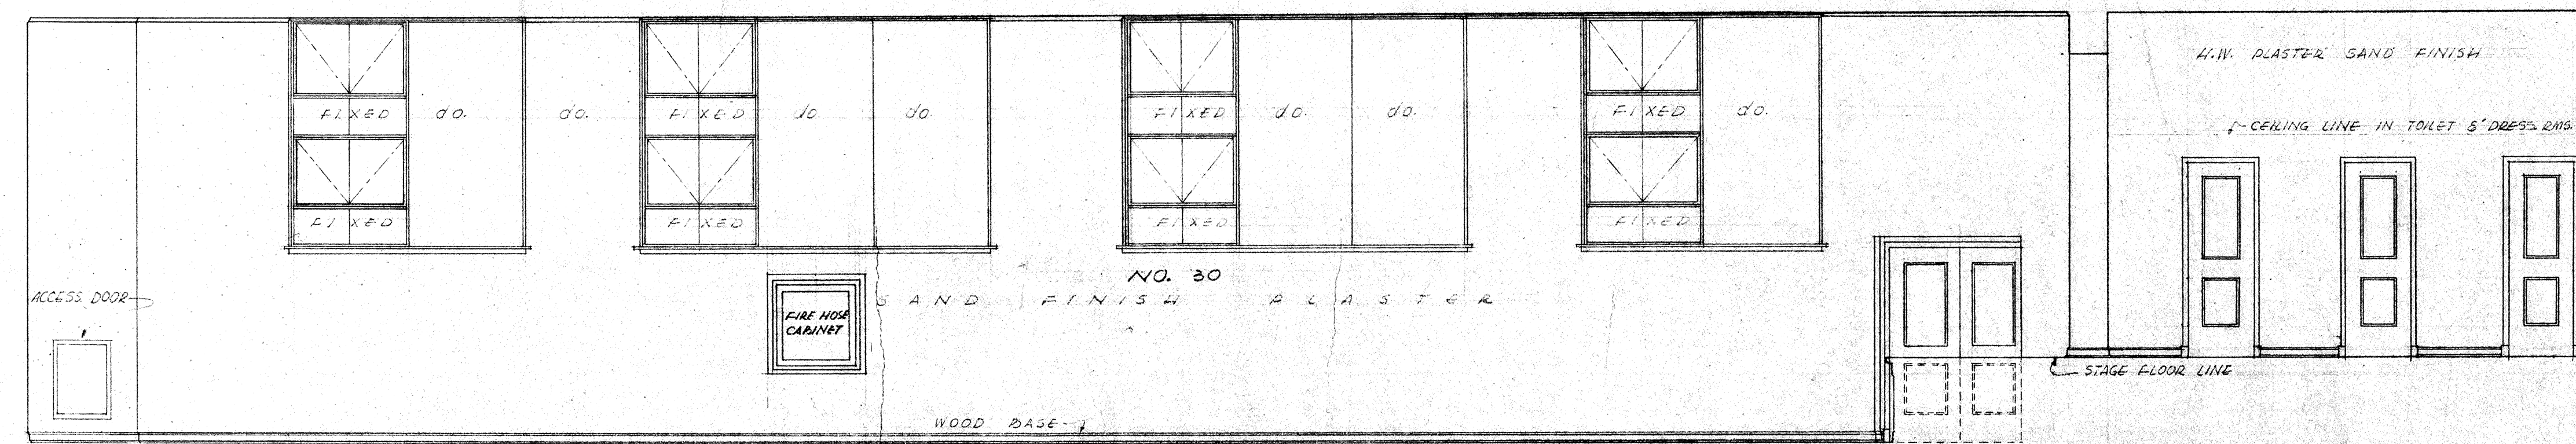 H.W. PLASTER SAND FINISH
FIXED do. do. FIXED do. do. FIXED do. do. FIXED do.
CEILING LINE IN TOILET & DRESS. RMS.
FIXED FIXED FIXED FIXED
NO. 30
ACCESS DOOR
SAND FINISH PLASTER
FIRE HOSE
CABINET
STAGE FLOOR LINE
WOOD BASE